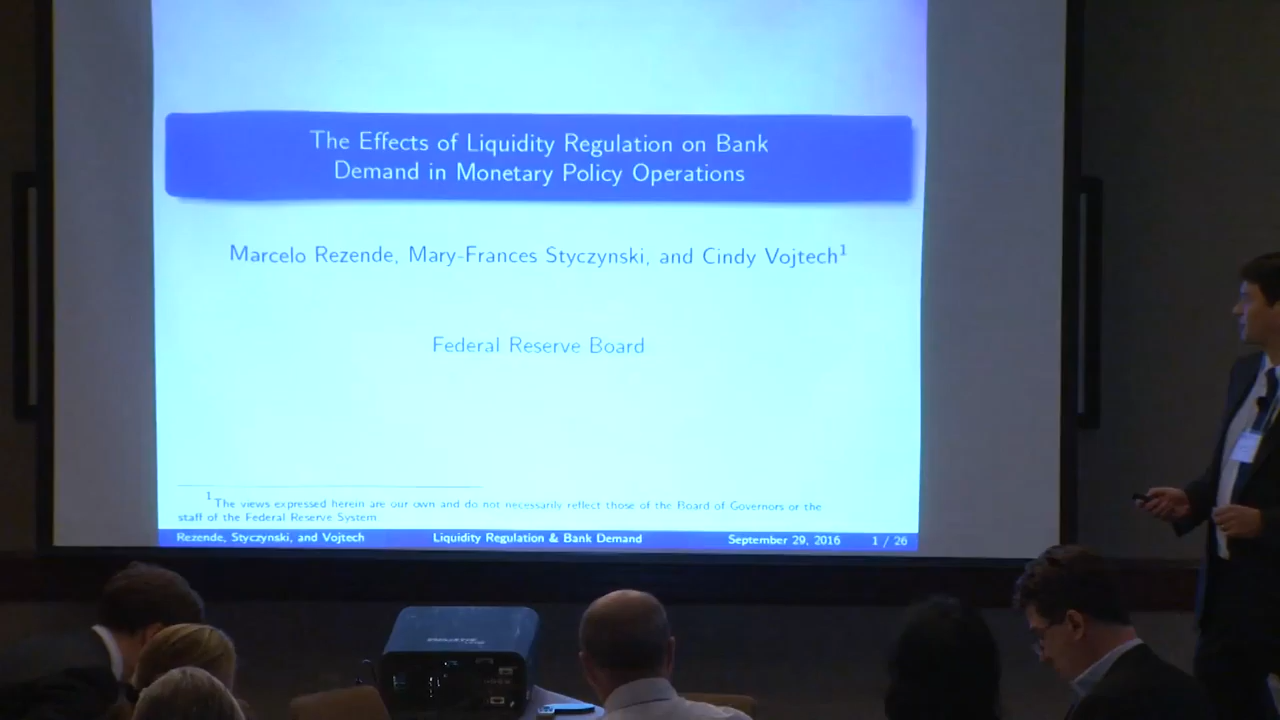 The Effects of Liquidity Regulation on Bank
Demand in Monetary Policy Operations
Marcelo Rezende, Mary-Frances Styczynski, and Cindy Vojtech¹
Federal Reserve Board
¹The views expressed herein are our own and do not necessarily reflect those of the Board of Governors or the
staff of the Federal Reserve System
Rezende, Styczynski, and Vojtech Liquidity Regulation & Bank Demand September 29, 2016 1 / 26